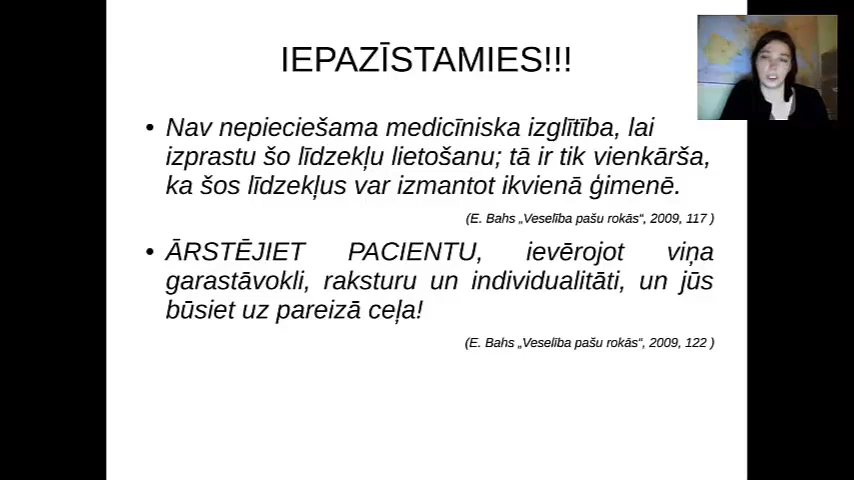 IEPAZĪSTAMIES!!!
• Nav nepieciešama medicīniska izglītība, lai
izprastu šo līdzekļu lietošanu; tā ir tik vienkārša,
ka šos līdzekļus var izmantot ikvienā ģimenē.
(E. Bahs „Veselība pašu rokās“, 2009, 117 )
• ĀRSTĒJIET PACIENTU, ievērojot viņa
garastāvokli, raksturu un individualitāti, un jūs
būsiet uz pareizā ceļa!
(E. Bahs „Veselība pašu rokās“, 2009, 122 )